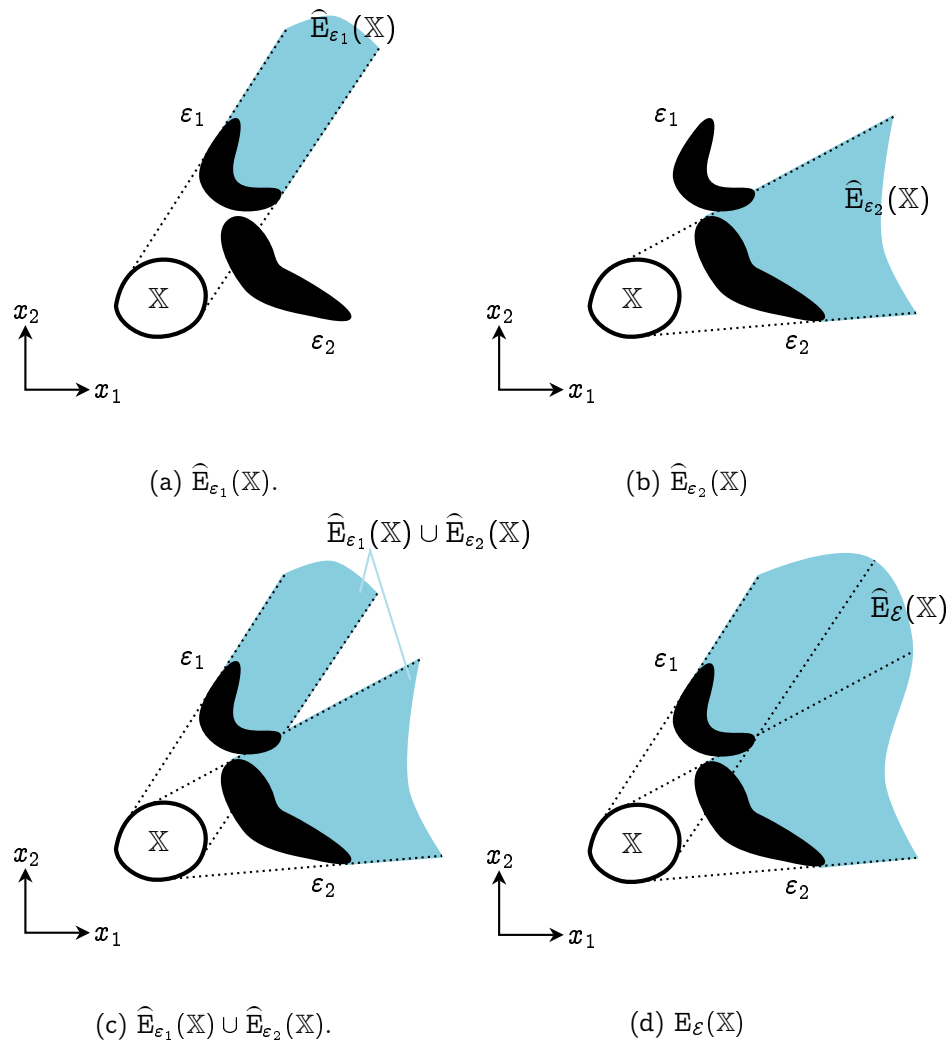 Ê_ε₁(𝕏)
ε₁
ε₁
Ê_ε₂(𝕏)
𝕏
𝕏
x₂
ε₂
x₂
ε₂
x₁
x₁
(a) Ê_ε₁(𝕏).
(b) Ê_ε₂(𝕏)
Ê_ε₁(𝕏) ∪ Ê_ε₂(𝕏)
Ê_ℰ(𝕏)
ε₁
ε₁
𝕏
𝕏
x₂
ε₂
x₂
ε₂
x₁
x₁
(c) Ê_ε₁(𝕏) ∪ Ê_ε₂(𝕏).
(d) E_ℰ(𝕏)